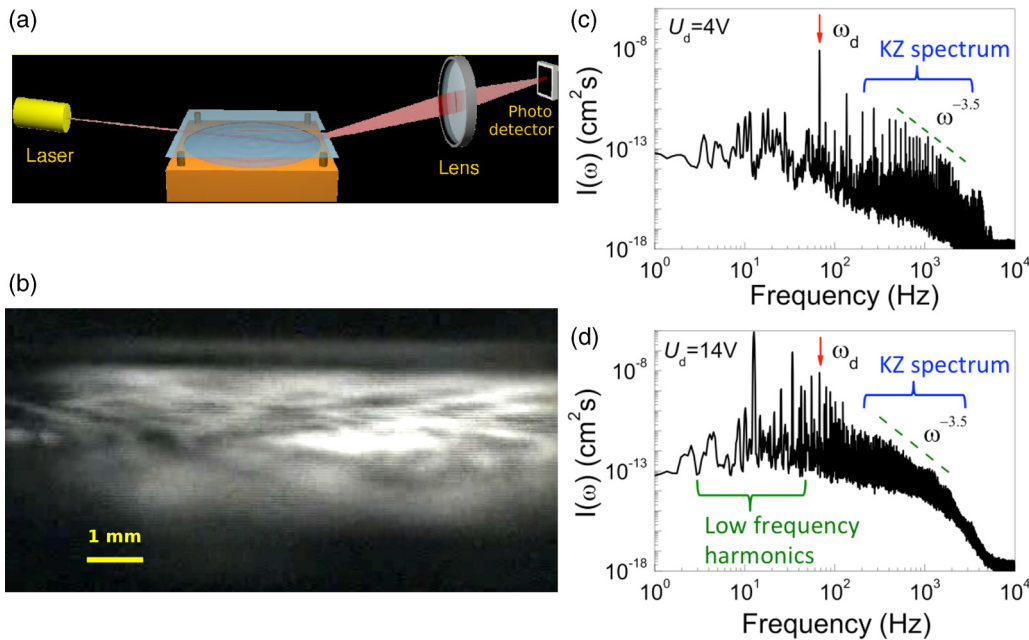 (a)
Laser
Lens
Photo
detector
(b)
1 mm
(c)
U_d=4V
ω_d
KZ spectrum
ω^−3.5
I(ω) (cm²s)
10^-8
10^-13
10^-18
10^0
10^1
10^2
10^3
10^4
Frequency (Hz)
(d)
U_d=14V
ω_d
KZ spectrum
ω^−3.5
I(ω) (cm²s)
10^-8
10^-13
10^-18
Low frequency
harmonics
10^0
10^1
10^2
10^3
10^4
Frequency (Hz)